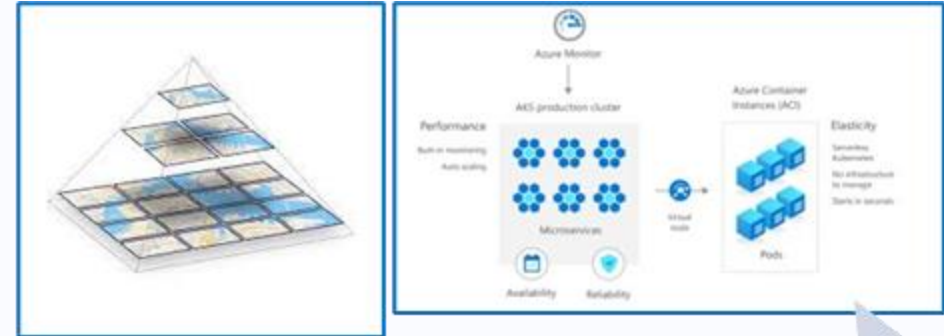 Azure Monitor
AKS production cluster
Performance
Built-in monitoring
Auto scaling
Microservices
Availability
Reliability
Virtual
node
Azure Container
Instances (ACI)
Pods
Elasticity
Serverless
Kubernetes
No infrastructure
to manage
Starts in seconds